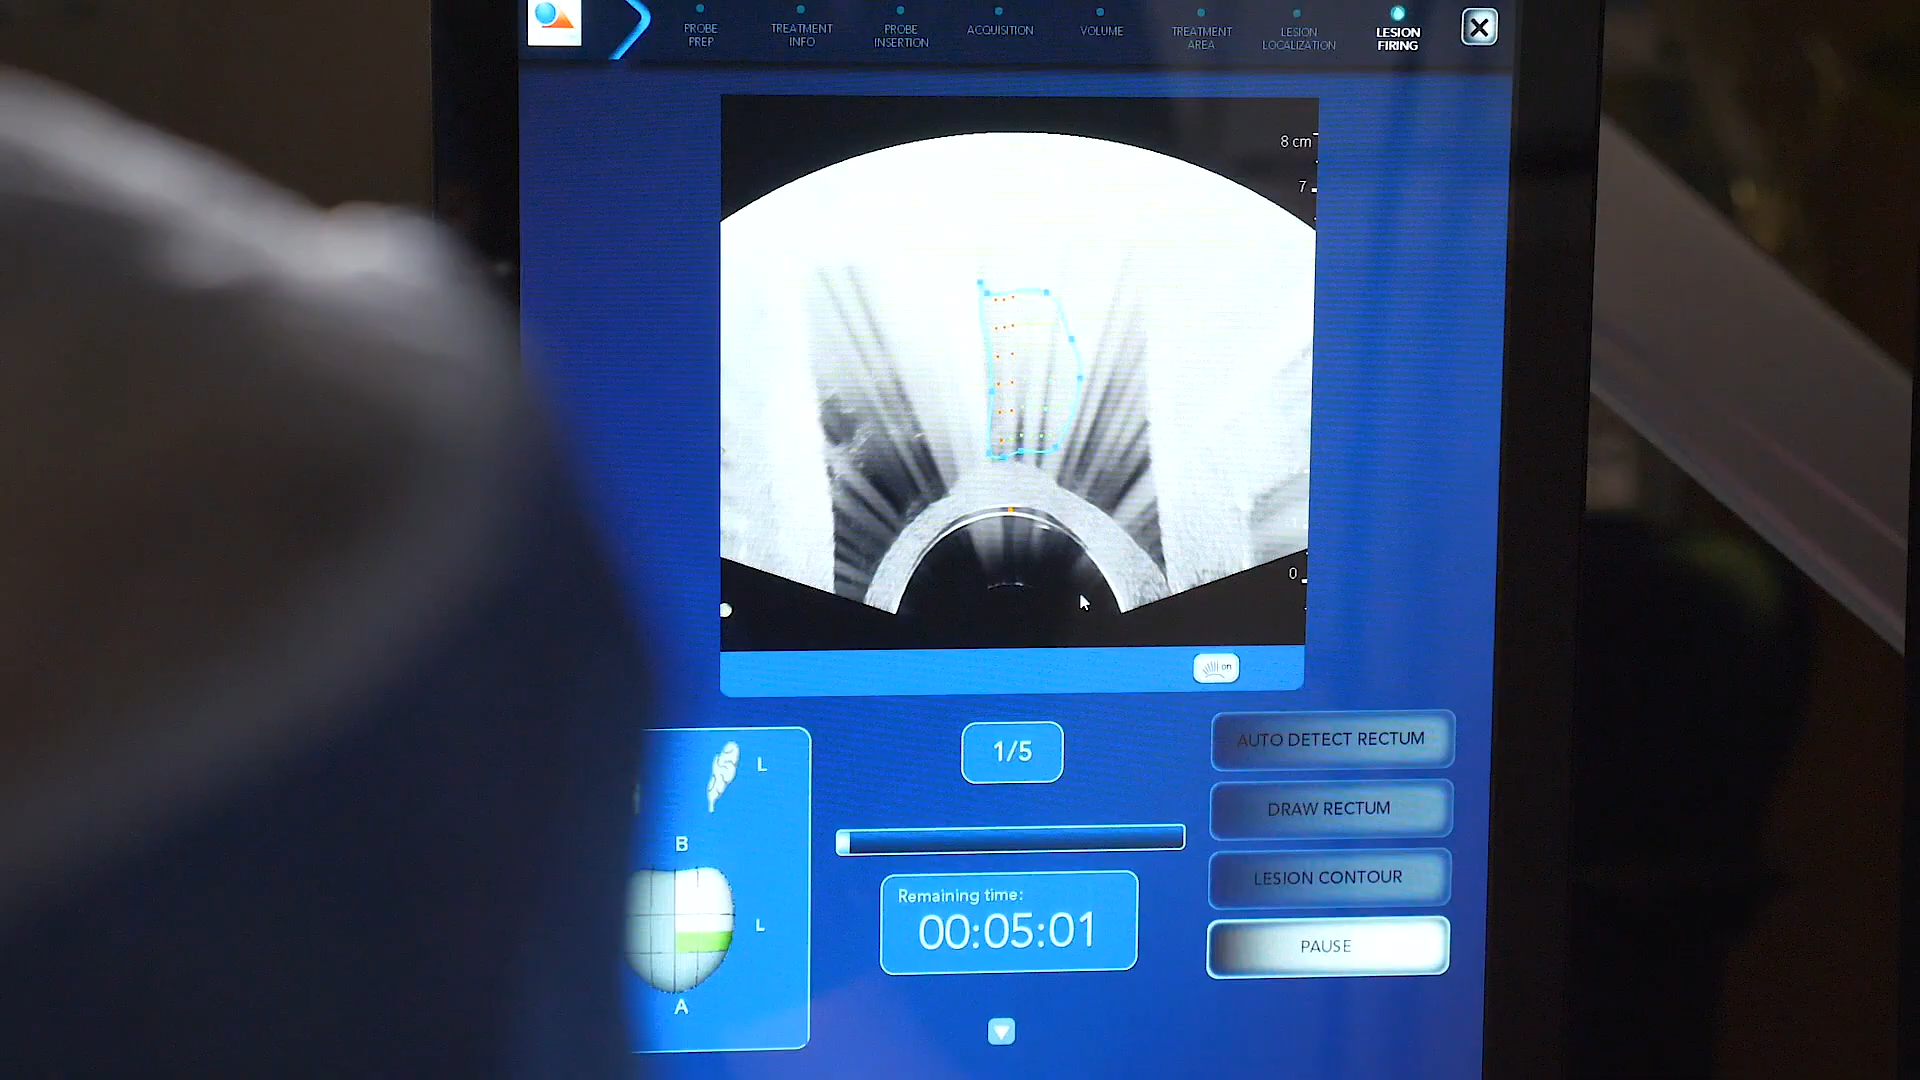 PROBE
PREP
TREATMENT
INFO
PROBE
INSERTION
ACQUISITION
VOLUME
TREATMENT
AREA
LESION
LOCALIZATION
LESION
FIRING
8 cm
7
0
on
L
B
L
A
1/5
Remaining time:
00:05:01
AUTO DETECT RECTUM
DRAW RECTUM
LESION CONTOUR
PAUSE